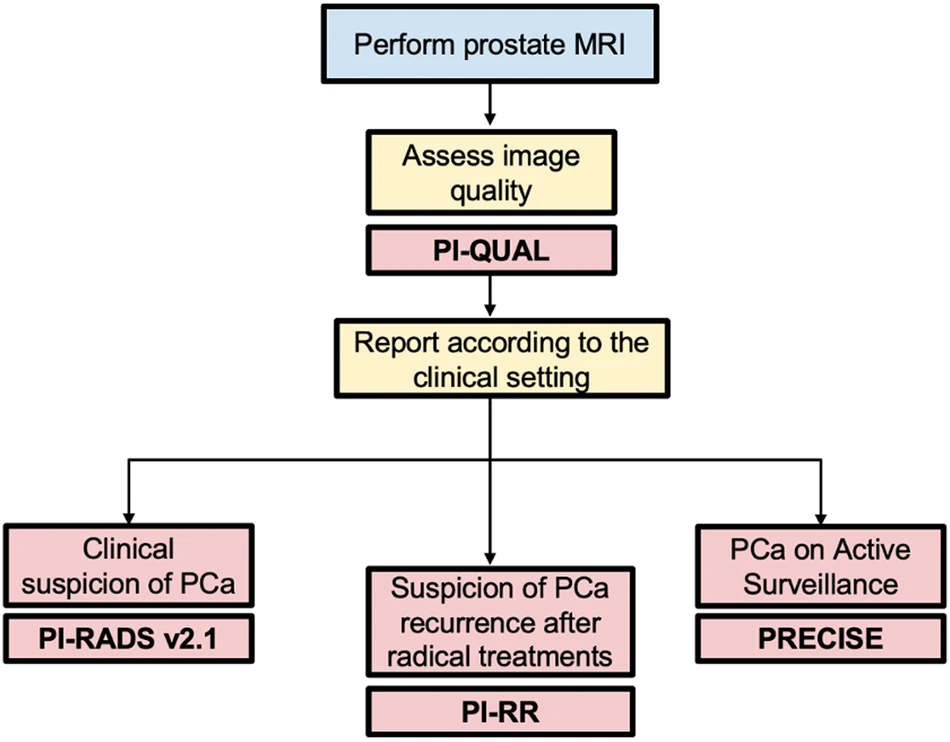 Perform prostate MRI
Assess image
quality
PI-QUAL
Report according to the
clinical setting
Clinical
suspicion of PCa
PI-RADS v2.1
Suspicion of PCa
recurrence after
radical treatments
PI-RR
PCa on Active
Surveillance
PRECISE